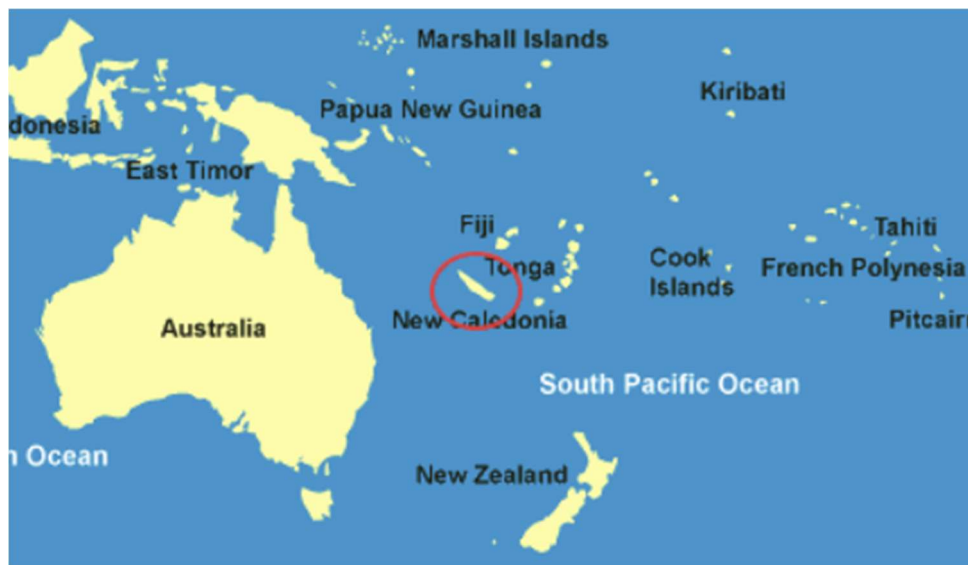 Marshall Islands
Kiribati
Papua New Guinea
donesia
East Timor
Fiji
Tahiti
Tonga
Cook
Islands
French Polynesia
New Caledonia
Pitcairn
Australia
South Pacific Ocean
n Ocean
New Zealand